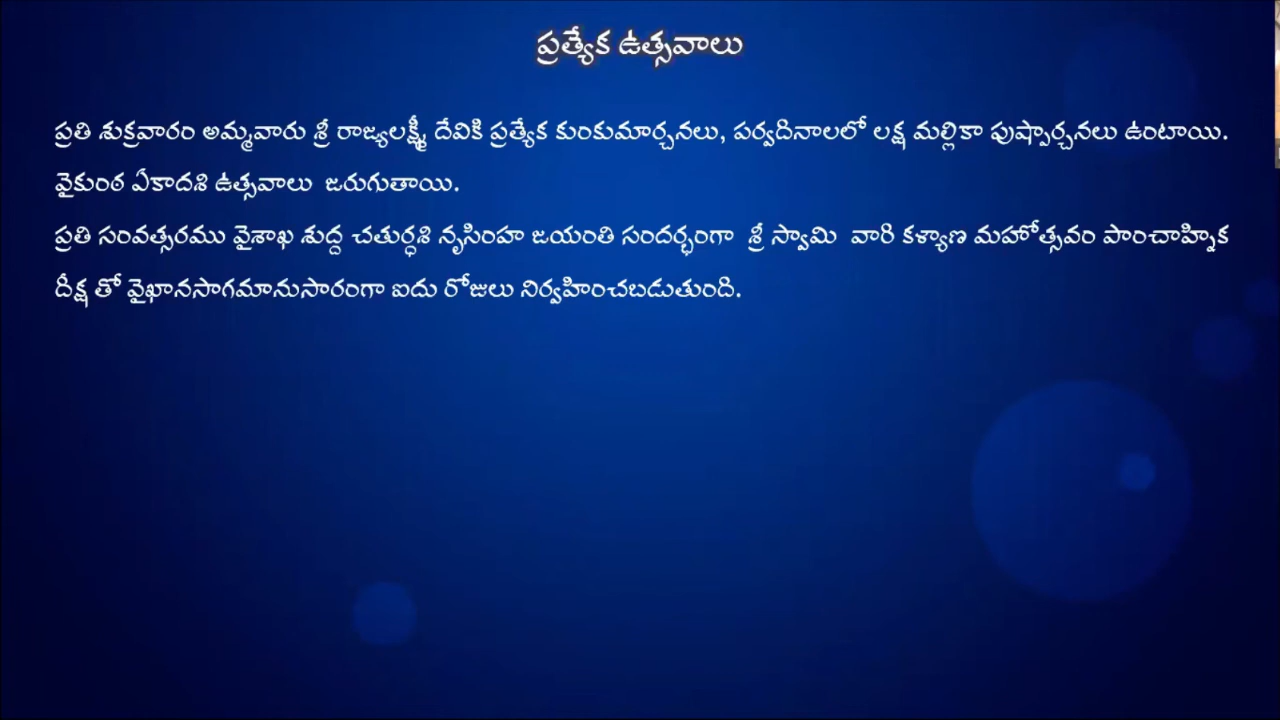 ప్రత్యేక ఉత్సవాలు
ప్రతి శుక్రవారం అమ్మవారు శ్రీ రాజ్యలక్ష్మీ దేవికి ప్రత్యేక కుంకుమార్చనలు, పర్వదినాలలో లక్ష మల్లికా పుష్పార్చనలు ఉంటాయి.
వైకుంఠ ఏకాదశి ఉత్సవాలు జరుగుతాయి.
ప్రతి సంవత్సరము వైశాఖ శుద్ద చతుర్ధశి నృసింహ జయంతి సందర్భంగా శ్రీ స్వామి వారి కళ్యాణ మహోత్సవం పాంచాహ్నిక
దీక్ష తో వైఖానసాగమానుసారంగా ఐదు రోజులు నిర్వహించబడుతుంది.